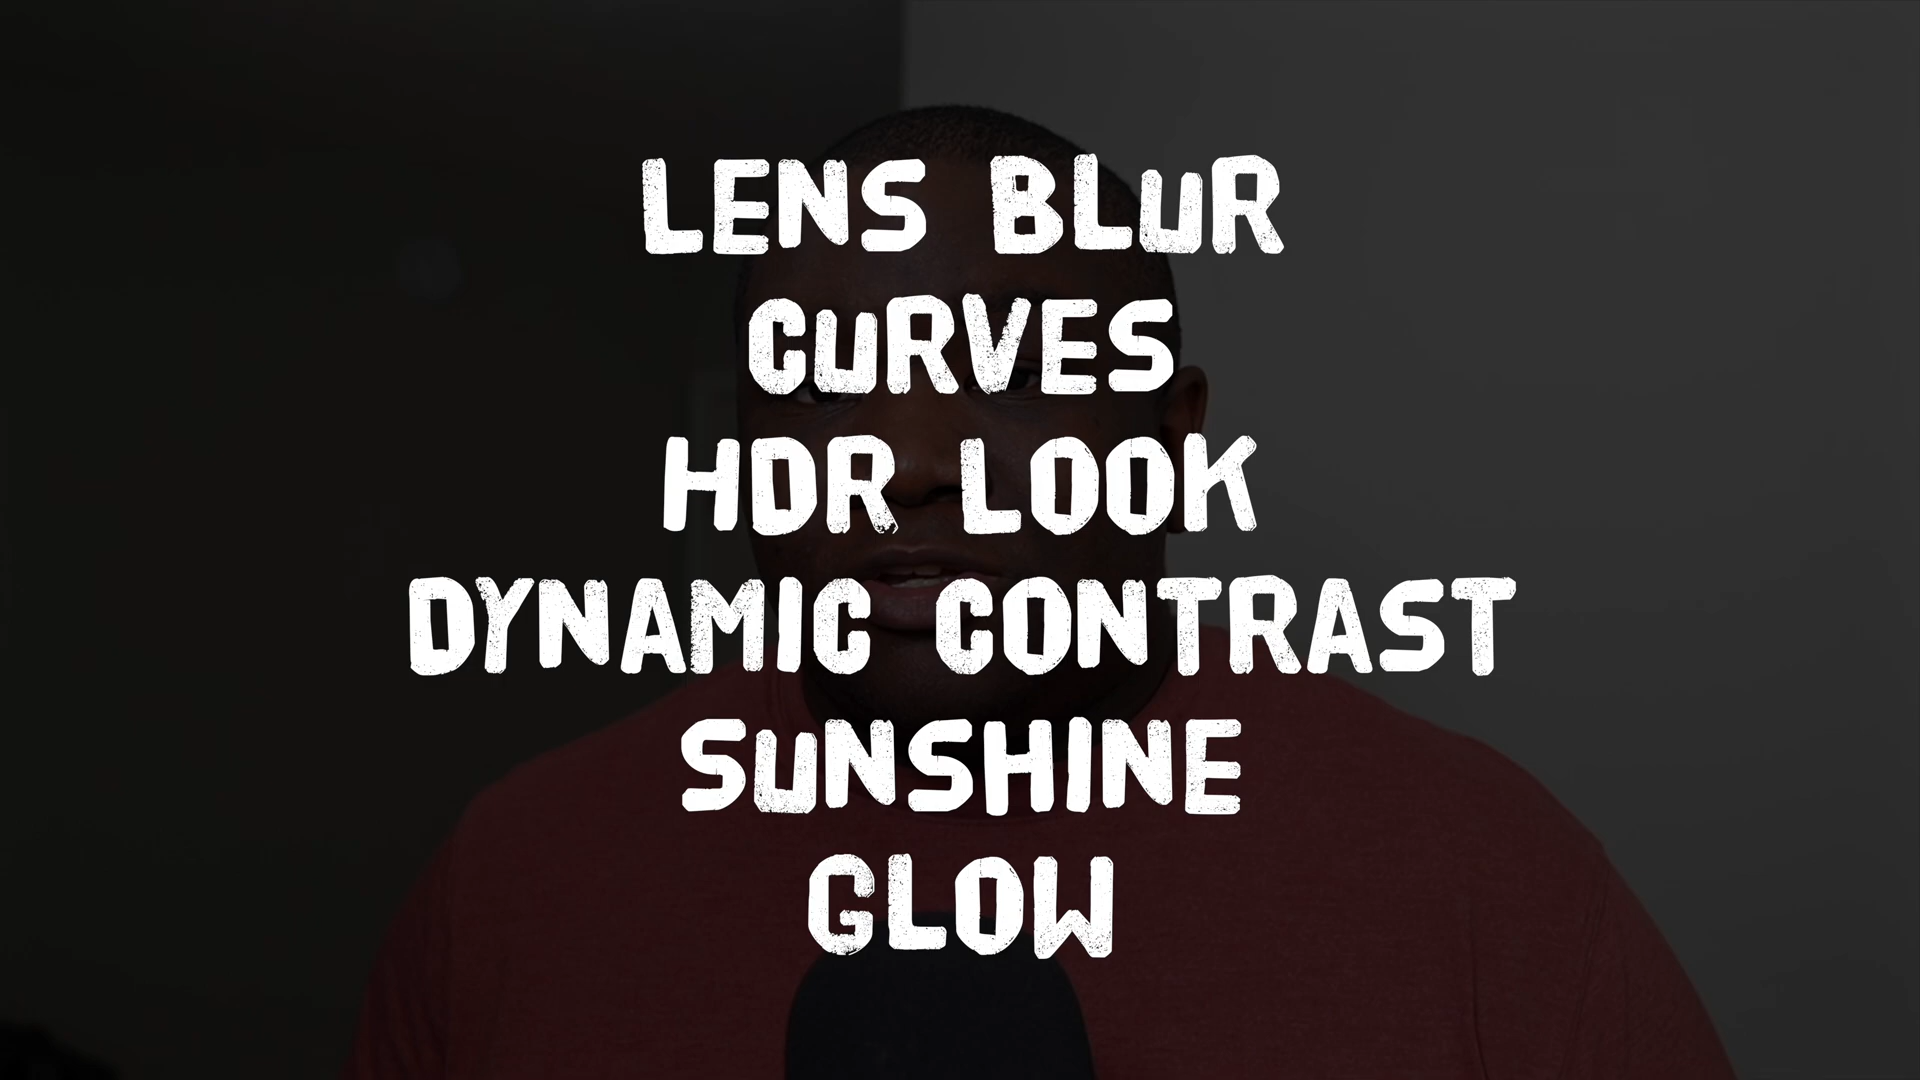 LENS BLUR
CURVES
HDR LOOK
DYNAMIC CONTRAST
SUNSHINE
GLOW